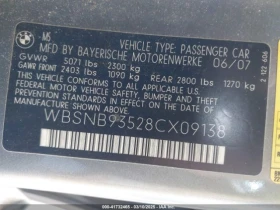 M5
VEHICLE TYPE: PASSENGER CAR
MFD BY BAYERISCHE MOTORENWERKE 06/07
GVWR 5071 lbs 2300 kg
GAWR FRONT 2403 lbs 1090 kg REAR 2800 lbs 1270 kg
THIS VEHICLE CONFORMS TO ALL APPLICABLE
FEDERAL MOTOR VEHICLE SAFETY,
BUMPER, AND THEFT PREVENTION
STANDARDS IN EFFECT ON THE DATE OF
MANUFACTURE SHOWN ABOVE
WBSNB93528CX09138